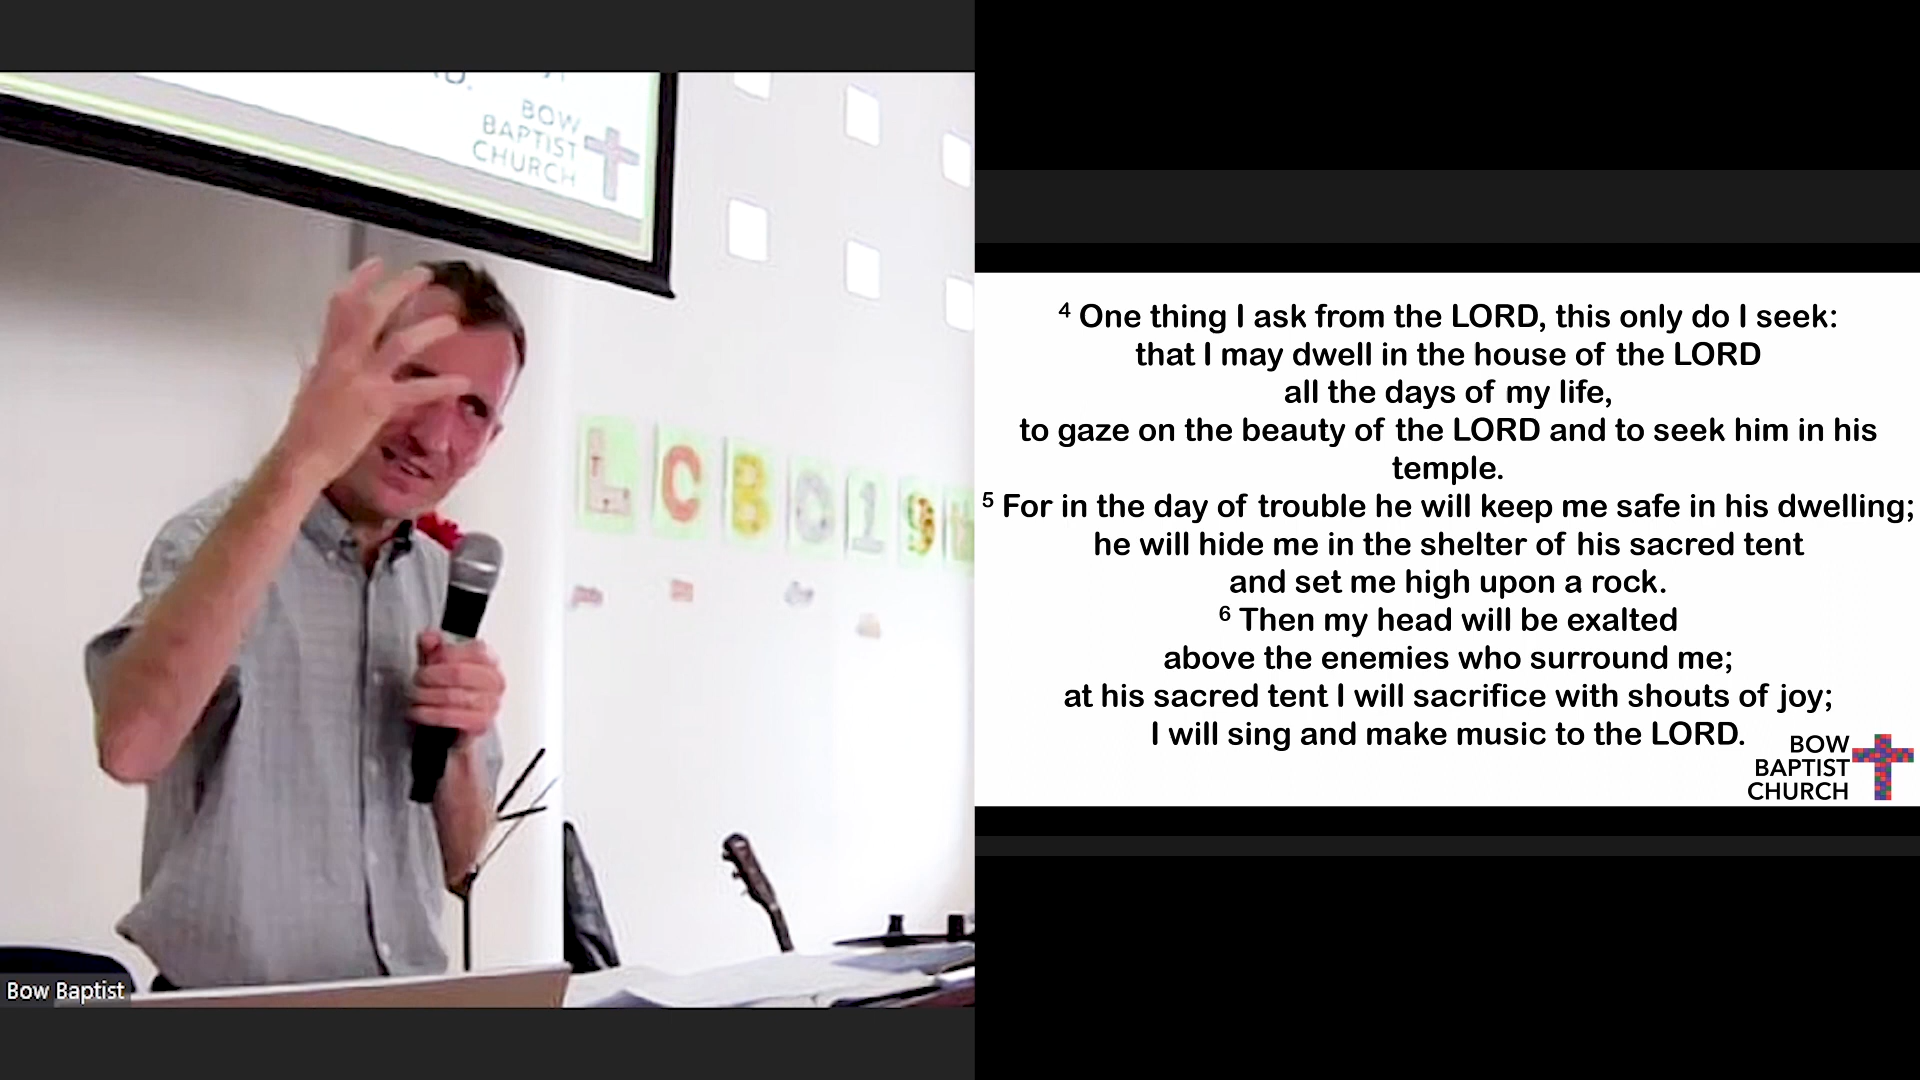 BOW
BAPTIST
CHURCH
LCBC19
Bow Baptist
4 One thing I ask from the LORD, this only do I seek:
that I may dwell in the house of the LORD
all the days of my life,
to gaze on the beauty of the LORD and to seek him in his
temple.
5 For in the day of trouble he will keep me safe in his dwelling;
he will hide me in the shelter of his sacred tent
and set me high upon a rock.
6 Then my head will be exalted
above the enemies who surround me;
at his sacred tent I will sacrifice with shouts of joy;
I will sing and make music to the LORD.
BOW
BAPTIST
CHURCH